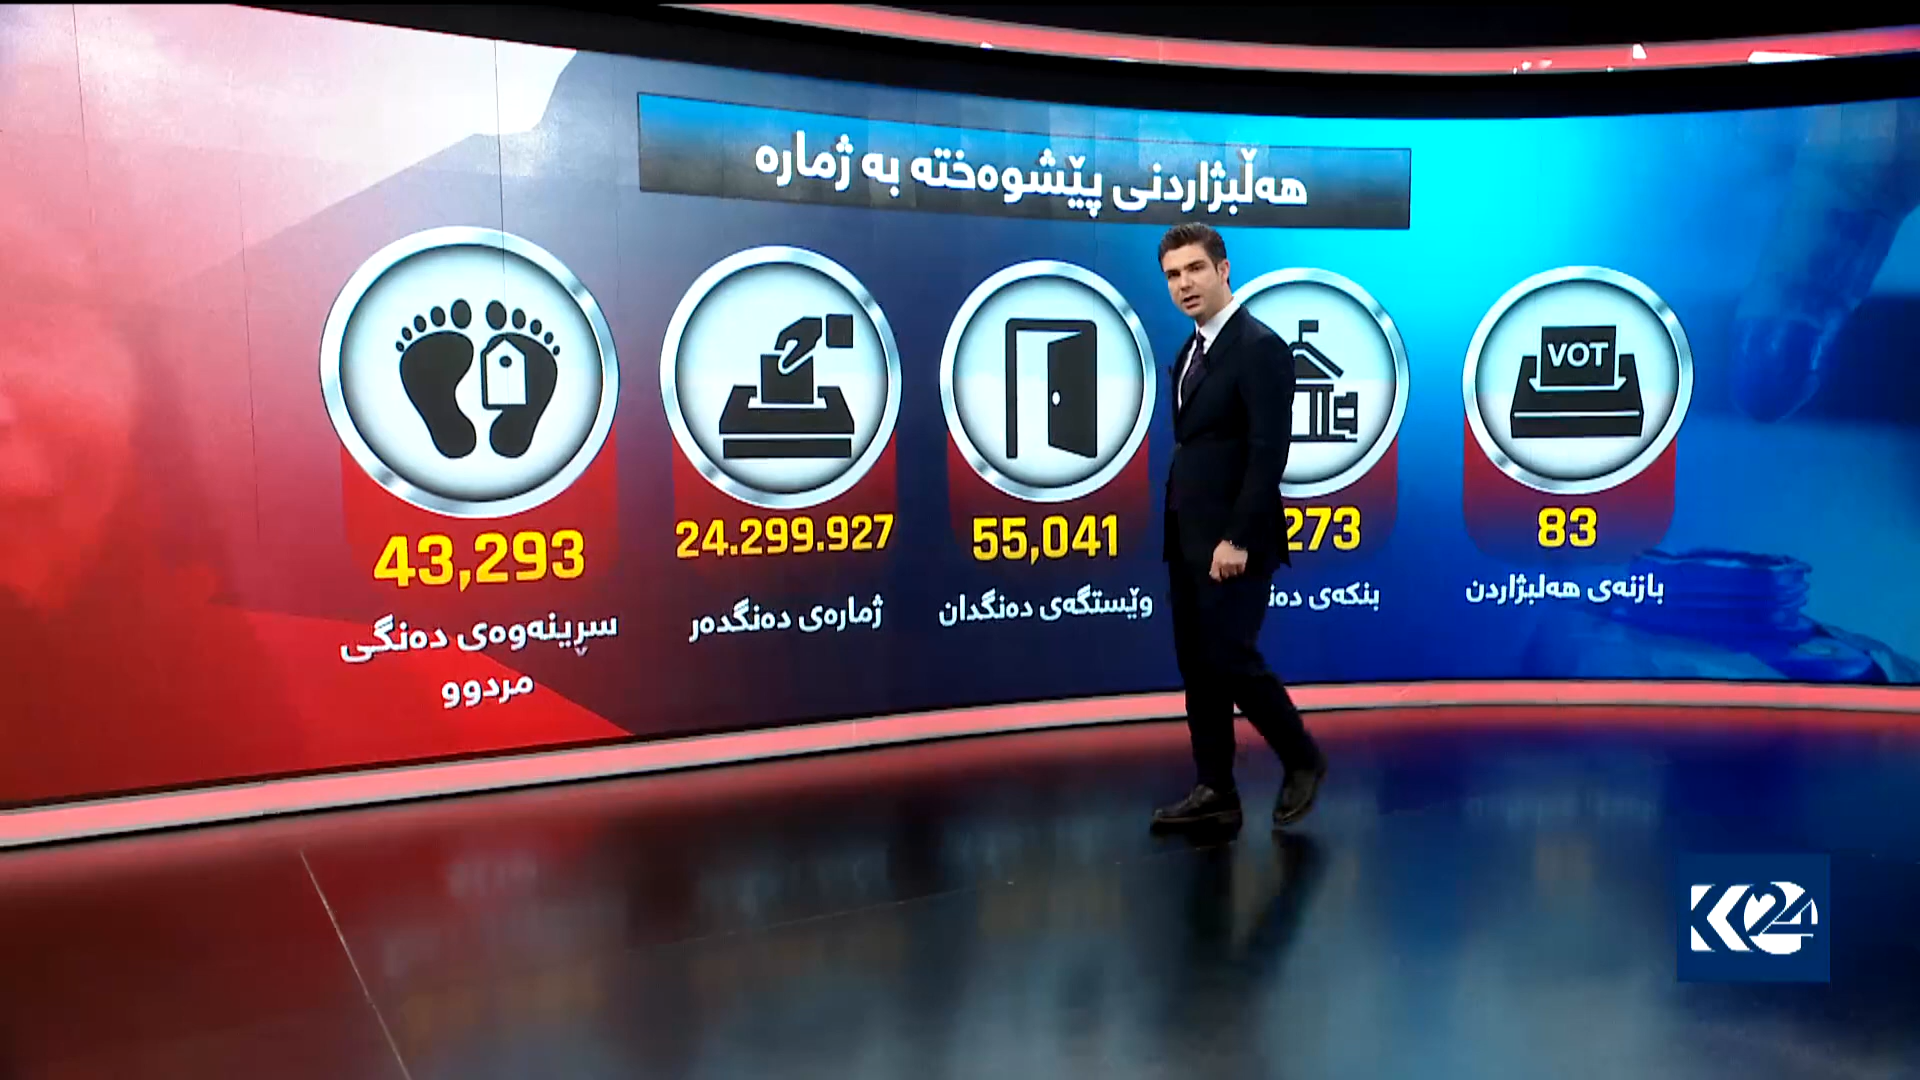 هەڵبژاردنی پێشوەختە بە ژمارە
VOT
83
بازنەی هەلبژاردن
273
بنکەی
55,041
وێستگەی دەنگدان
24.299.927
ژمارەی دەنگدەر
43,293
سڕینەوەی دەنگی
مردوو
K24